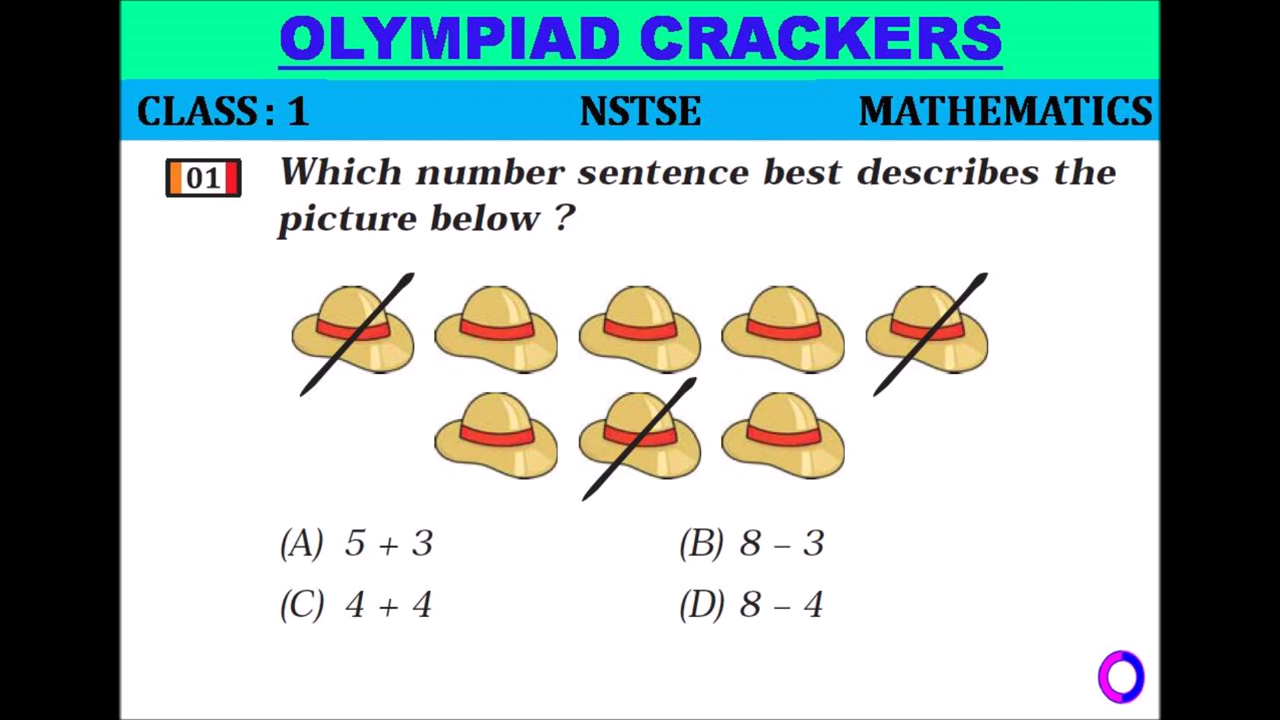 OLYMPIAD CRACKERS
CLASS : 1 NSTSE MATHEMATICS
01 Which number sentence best describes the
picture below ?
(A) 5 + 3 (B) 8 – 3
(C) 4 + 4 (D) 8 – 4